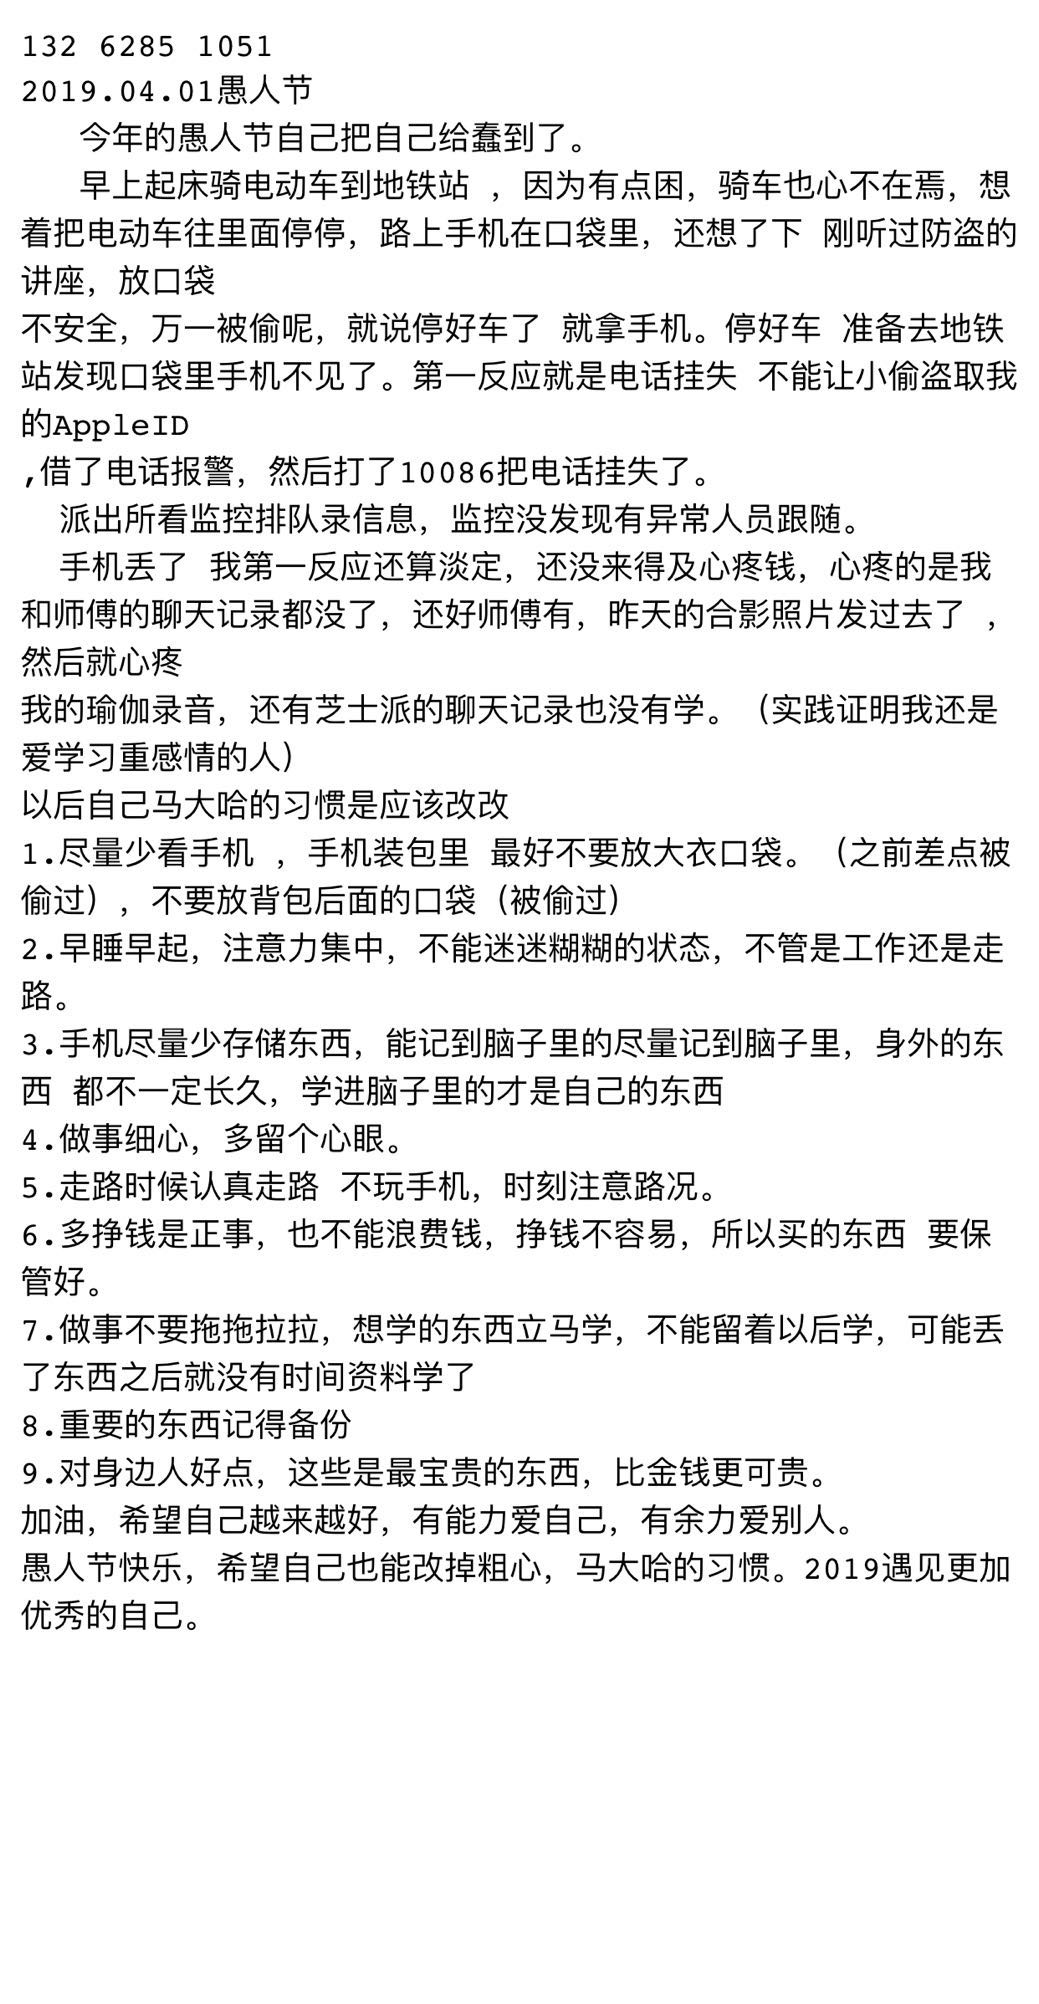 132 6285 1051
2019.04.01愚人节
今年的愚人节自己把自己给蠢到了。
早上起床骑电动车到地铁站 ，因为有点困，骑车也心不在焉，想
着把电动车往里面停停，路上手机在口袋里，还想了下 刚听过防盗的
讲座，放口袋
不安全，万一被偷呢，就说停好车了 就拿手机。停好车 准备去地铁
站发现口袋里手机不见了。第一反应就是电话挂失 不能让小偷盗取我
的AppleID
,借了电话报警，然后打了10086把电话挂失了。
派出所看监控排队录信息，监控没发现有异常人员跟随。
手机丢了 我第一反应还算淡定，还没来得及心疼钱，心疼的是我
和师傅的聊天记录都没了，还好师傅有，昨天的合影照片发过去了 ，
然后就心疼
我的瑜伽录音，还有芝士派的聊天记录也没有学。（实践证明我还是
爱学习重感情的人）
以后自己马大哈的习惯是应该改改
1.尽量少看手机 ，手机装包里 最好不要放大衣口袋。（之前差点被
偷过），不要放背包后面的口袋（被偷过）
2.早睡早起，注意力集中，不能迷迷糊糊的状态，不管是工作还是走
路。
3.手机尽量少存储东西，能记到脑子里的尽量记到脑子里，身外的东
西 都不一定长久，学进脑子里的才是自己的东西
4.做事细心，多留个心眼。
5.走路时候认真走路 不玩手机，时刻注意路况。
6.多挣钱是正事，也不能浪费钱，挣钱不容易，所以买的东西 要保
管好。
7.做事不要拖拖拉拉，想学的东西立马学，不能留着以后学，可能丢
了东西之后就没有时间资料学了
8.重要的东西记得备份
9.对身边人好点，这些是最宝贵的东西，比金钱更可贵。
加油，希望自己越来越好，有能力爱自己，有余力爱别人。
愚人节快乐，希望自己也能改掉粗心，马大哈的习惯。2019遇见更加
优秀的自己。